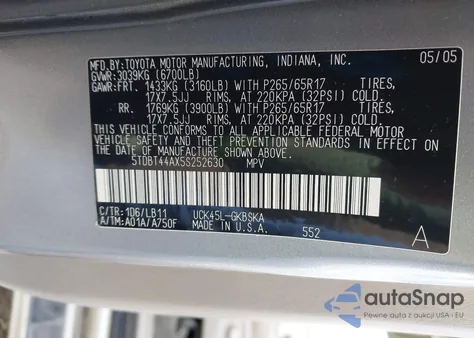 MFD. BY: TOYOTA MOTOR MANUFACTURING, INDIANA, INC. 05/05
GVWR: 3039KG (6700LB)
GAWR: FRT. 1433KG (3160LB) WITH P265/65R17 TIRES,
17X7.5JJ RIMS, AT 220KPA (32PSI) COLD.
RR. 1769KG (3900LB) WITH P265/65R17 TIRES,
17X7.5JJ RIMS, AT 220KPA (32PSI) COLD.
THIS VEHICLE CONFORMS TO ALL APPLICABLE FEDERAL MOTOR
VEHICLE SAFETY AND THEFT PREVENTION STANDARDS IN EFFECT ON
THE DATE OF MANUFACTURE SHOWN ABOVE.
5TDBT44AX5S252630 MPV
C/TR: 1D6/LB11 UCK45L-GKBSKA
A/TM: A01A/A750F MADE IN U.S.A. 552 A
autoSnap
Pewne auto z USA i EU